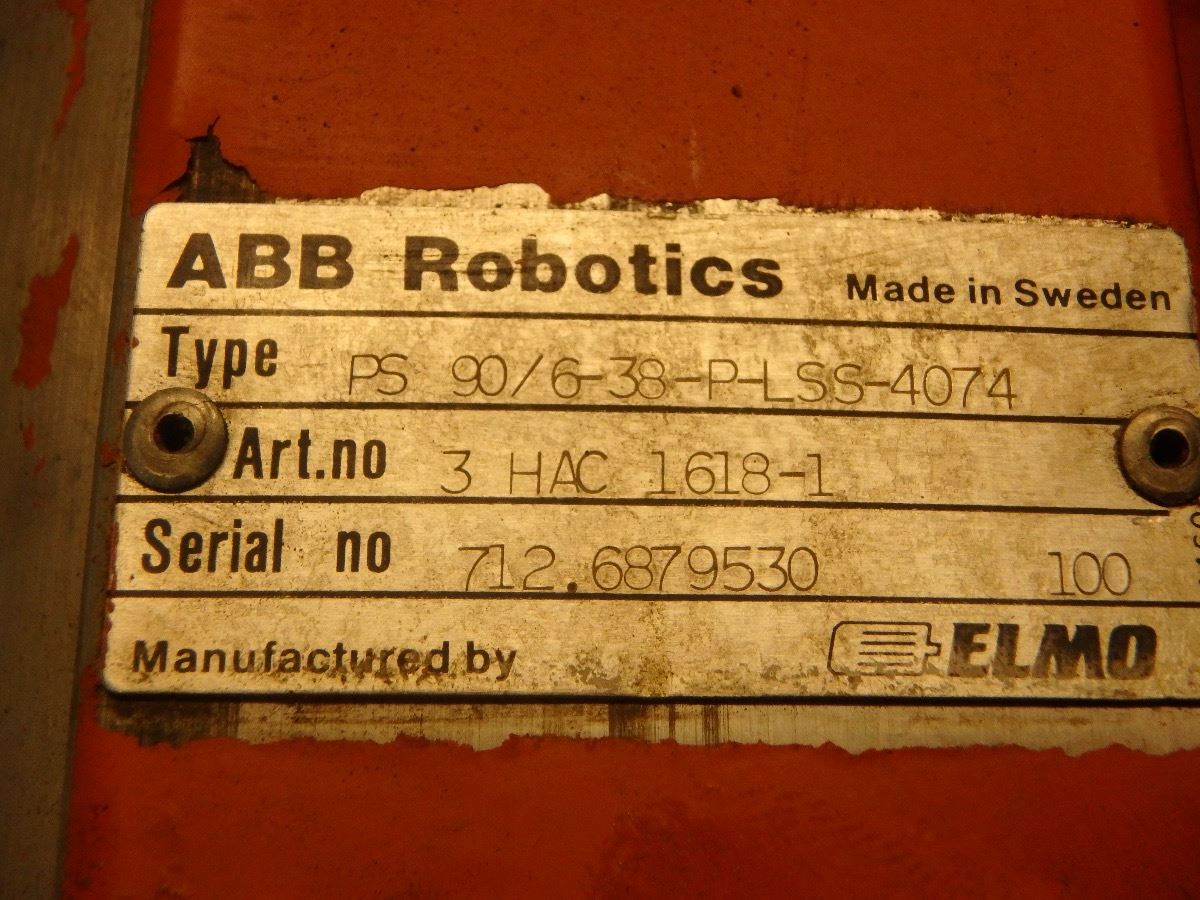 ABB Robotics Made in Sweden
Type PS 90/6-38-P-LSS-4074
Art.no 3 HAC 1618-1
Serial no 712.6879530 100
Manufactured by ELMO